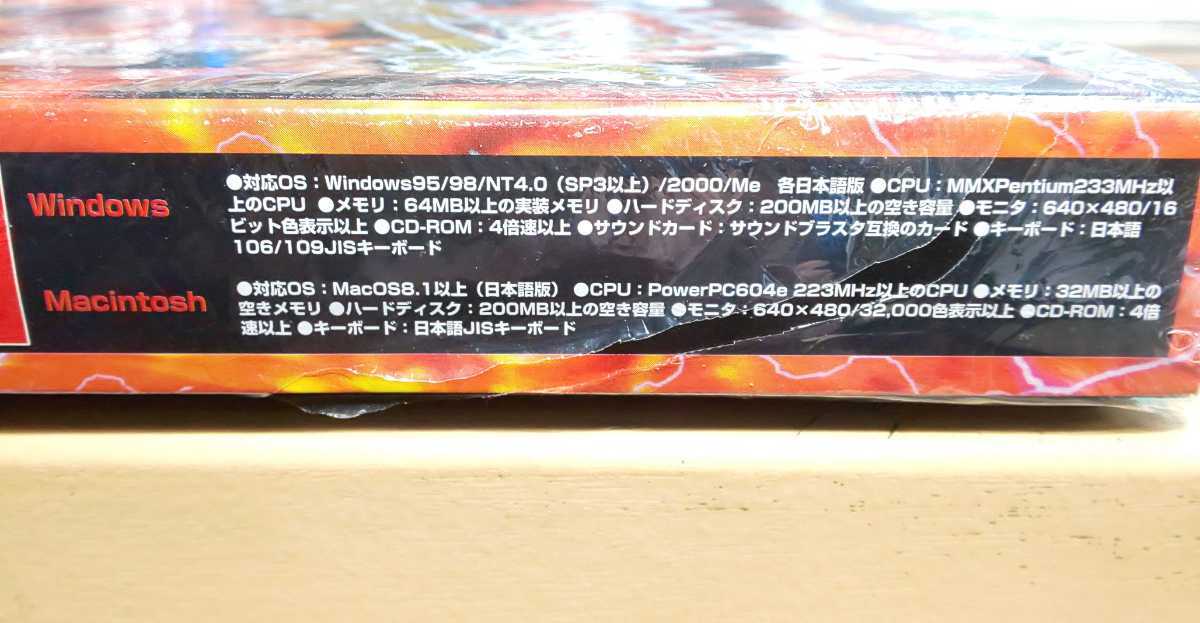 Windows
●対応OS：Windows95/98/NT4.0（SP3以上）/2000/Me 各日本語版 ●CPU：MMXPentium233MHz以
上のCPU ●メモリ：64MB以上の実装メモリ ●ハードディスク：200MB以上の空き容量 ●モニタ：640×480/16
ビット色表示以上 ●CD-ROM：4倍速以上 ●サウンドカード：サウンドブラスタ互換のカード ●キーボード：日本語
106/109JISキーボード
Macintosh
●対応OS：MacOS8.1以上（日本語版） ●CPU：PowerPC604e 223MHz以上のCPU ●メモリ：32MB以上の
空きメモリ ●ハードディスク：200MB以上の空き容量 ●モニタ：640×480/32,000色表示以上 ●CD-ROM：4倍
速以上 ●キーボード：日本語JISキーボード